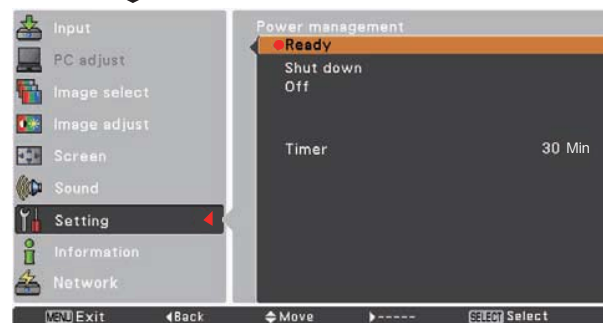 Input
PC adjust
Image select
Image adjust
Screen
Sound
Setting
Information
Network
Power management
Ready
Shut down
Off
Timer 30 Min
MENU Exit Back Move ----- SELECT Select